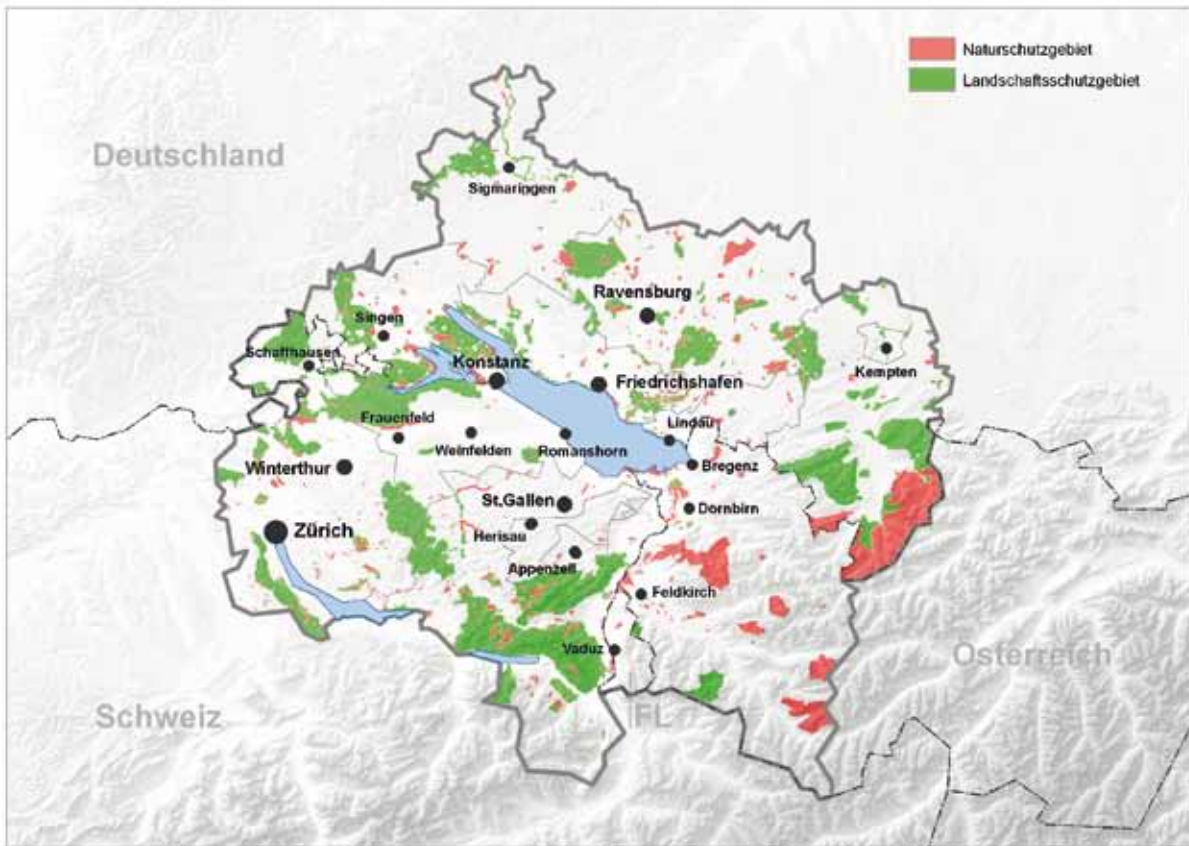 Naturschutzgebiet
Landschaftsschutzgebiet
Deutschland
Sigmaringen
Ravensburg
Singen
Schaffhausen
Konstanz
Kempten
Friedrichshafen
Frauenfeld
Lindau
Weinfelden
Romanshorn
Winterthur
Bregenz
St.Gallen
Dornbirn
Zürich
Herisau
Appenzell
Feldkirch
Vaduz
Österreich
Schweiz
FL